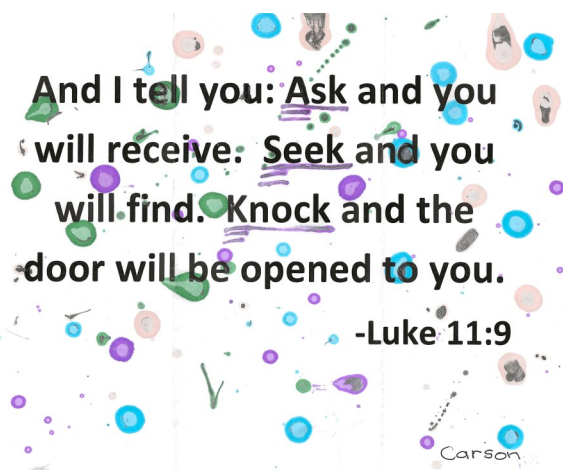 And I tell you: Ask and you
will receive. Seek and you
will find. Knock and the
door will be opened to you.
-Luke 11:9
Carson